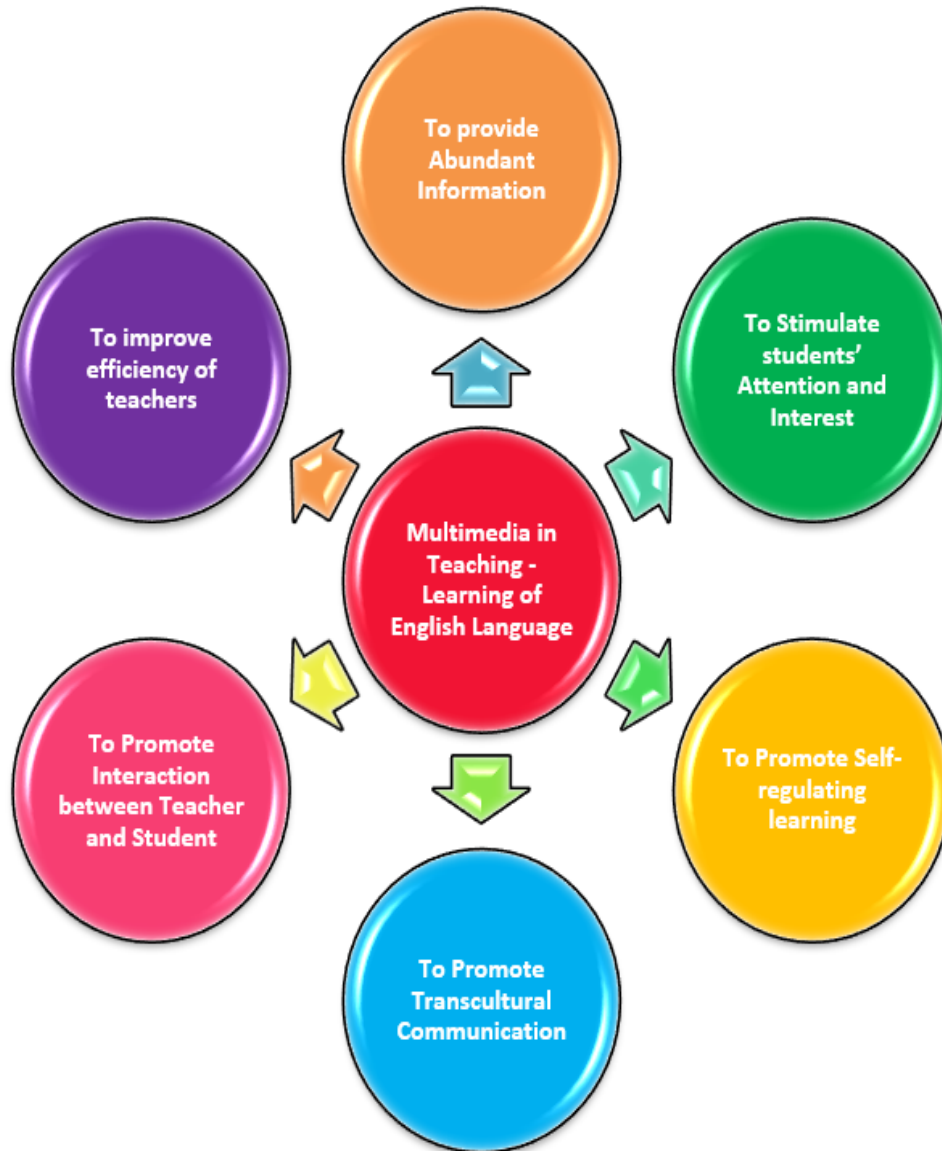 To provide
Abundant
Information
To Stimulate
students’
Attention and
Interest
To Promote Self-
regulating
learning
To Promote
Transcultural
Communication
To Promote
Interaction
between Teacher
and Student
To improve
efficiency of
teachers
Multimedia in
Teaching -
Learning of
English Language